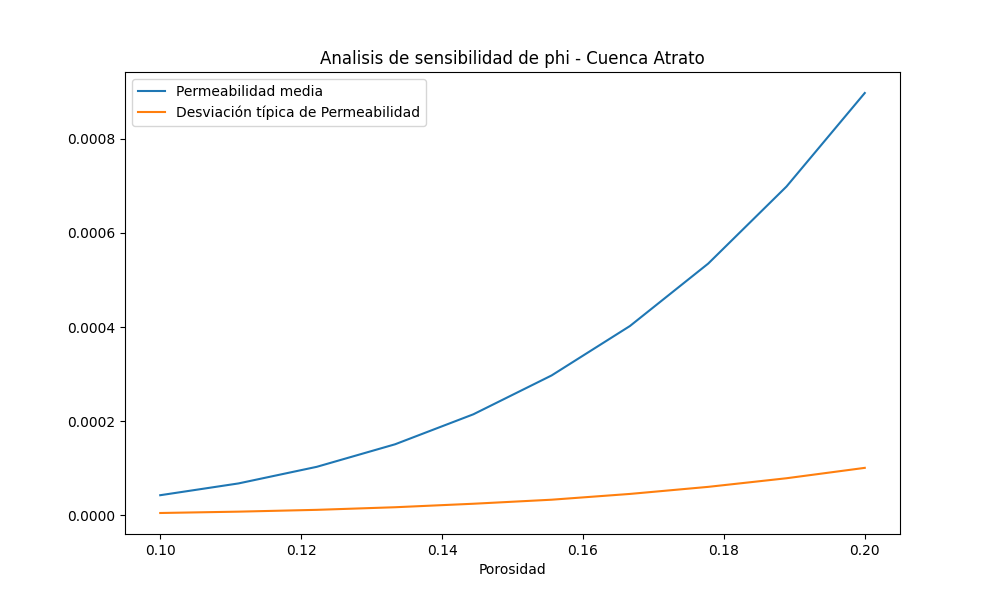 Analisis de sensibilidad de phi - Cuenca Atrato
Permeabilidad media
Desviación típica de Permeabilidad
0.0008
0.0006
0.0004
0.0002
0.0000
0.10 0.12 0.14 0.16 0.18 0.20
Porosidad